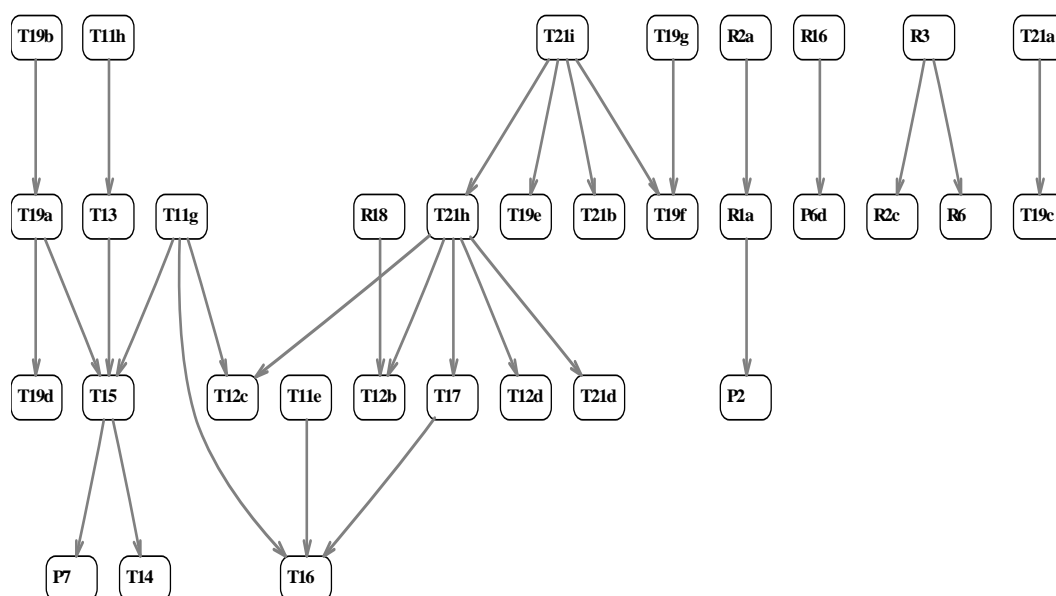 T19b T11h T21i T19g R2a R16 R3 T21a
T19a T13 T11g R18 T21h T19e T21b T19f R1a P6d R2c R6 T19c
T19d T15 T12c T11e T12b T17 T12d T21d P2
P7 T14 T16